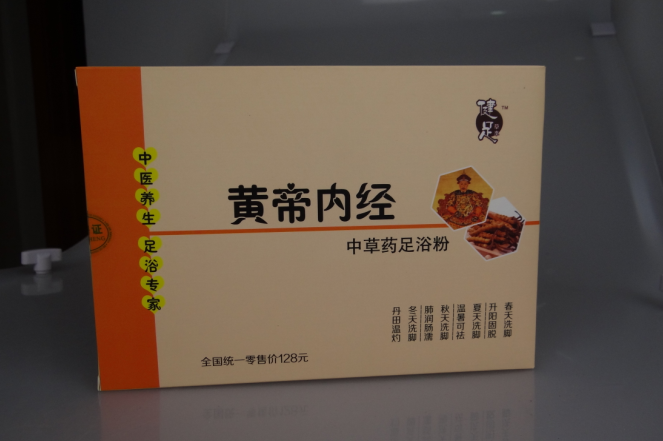 健足
TM
中医养生
足浴专家
黄帝内经
中草药足浴粉
证
春天洗脚
升阳固脱
夏天洗脚
温暑可祛
秋天洗脚
肺润肠濡
冬天洗脚
丹田温灼
全国统一零售价128元